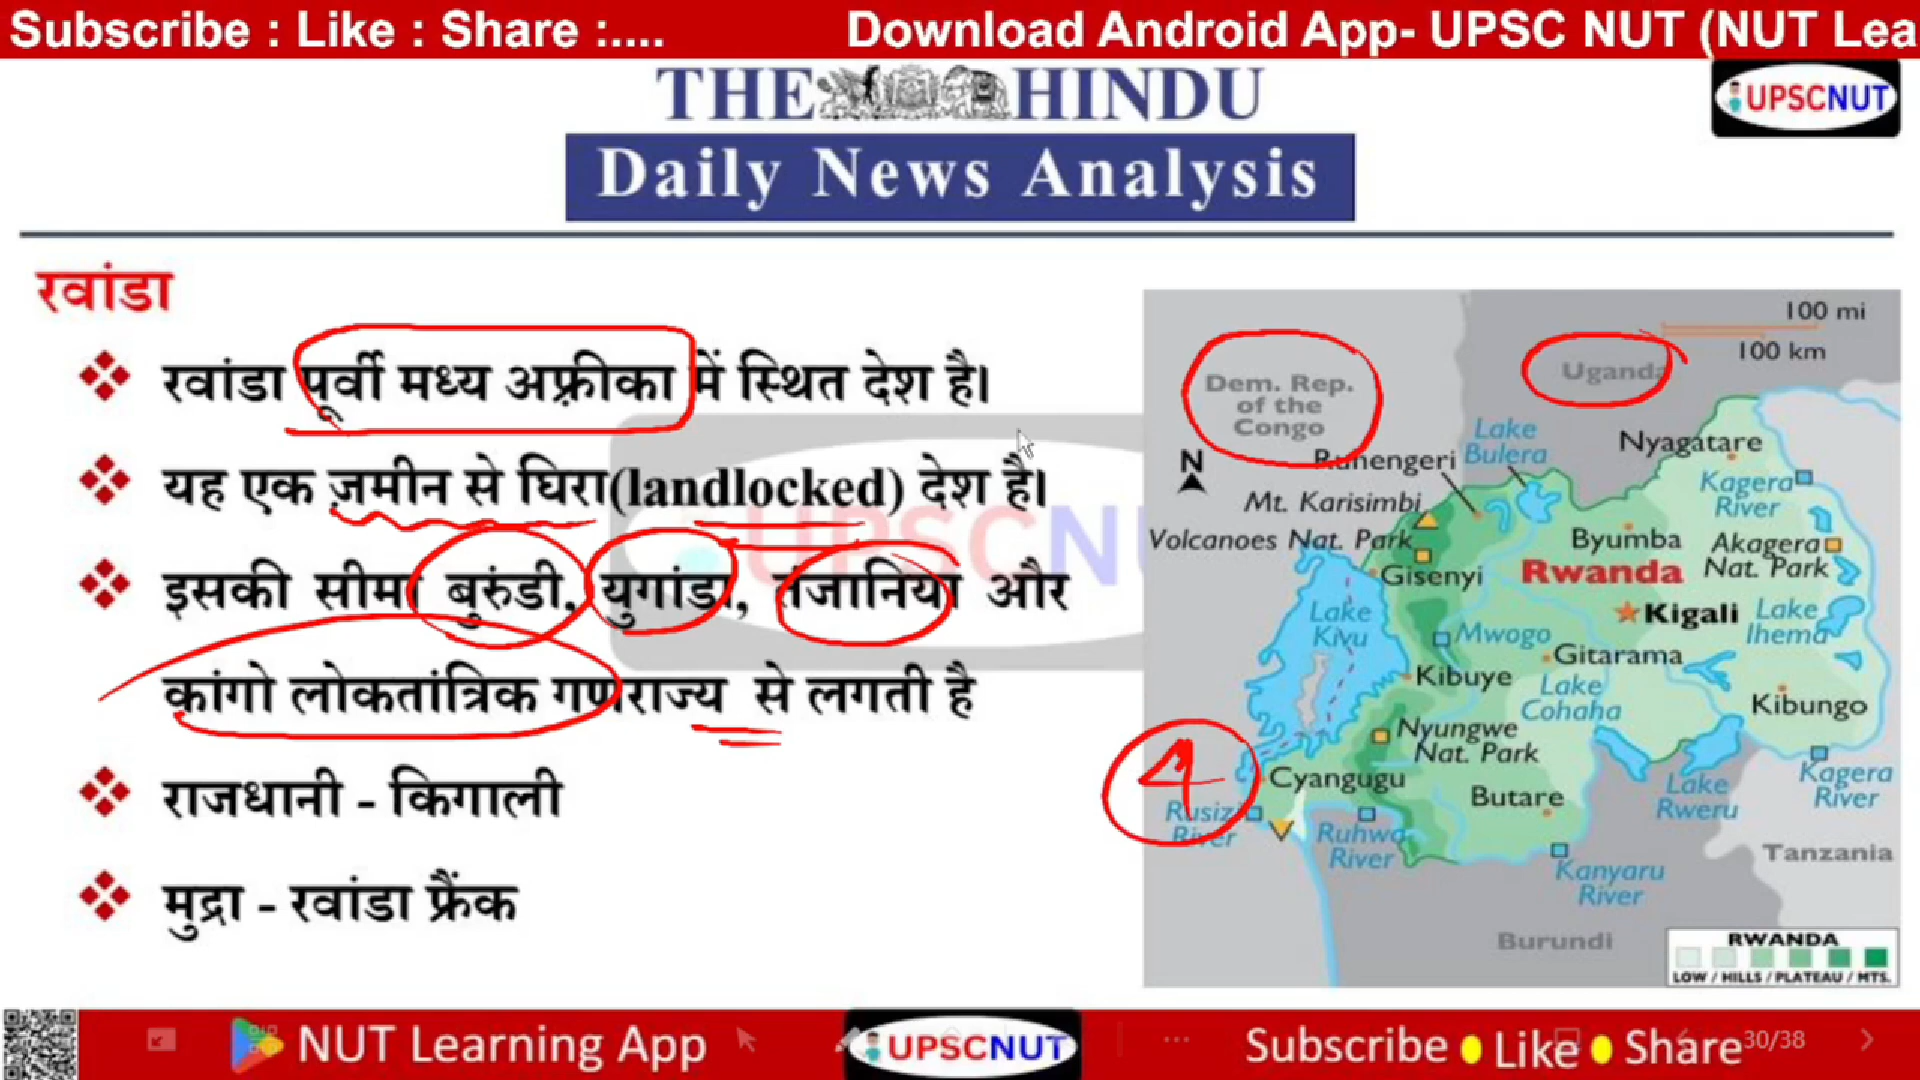 Subscribe : Like : Share :.... Download Android App- UPSC NUT (NUT Lea
THE HINDU
UPSCNUT
Daily News Analysis
रवांडा
रवांडा पूर्वी मध्य अफ़्रीका में स्थित देश है।
यह एक ज़मीन से घिरा(landlocked) देश है।
इसकी सीमा बुरुंडी, युगांडा, तंजानिया और
कांगो लोकतांत्रिक गणराज्य से लगती है
राजधानी - किगाली
मुद्रा - रवांडा फ्रैंक
UPSCNUT
100 mi
100 km
Dem. Rep.
of the
Congo
Uganda
N
Ruhengeri
Lake
Bulera
Nyagatare
Kagera
River
Mt. Karisimbi
Volcanoes Nat. Park
Byumba
Akagera
Nat. Park
Gisenyi
Rwanda
Kigali
Lake
Ihema
Lake
Kivu
Mwogo
Gitarama
Kibuye
Lake
Cohaha
Kibungo
Nyungwe
Nat. Park
4
Cyangugu
Butare
Lake
Rweru
Kagera
River
Rusizi
River
Ruhwa
River
Kanyaru
River
Tanzania
Burundi
RWANDA
LOW / HILLS / PLATEAU / MTS.
NUT Learning App
UPSCNUT
Subscribe Like Share
30/38